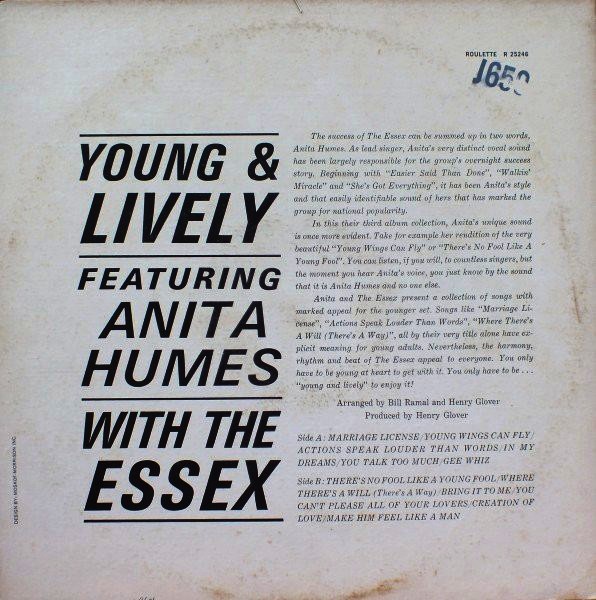 ROULETTE R 25246
YOUNG &
LIVELY
FEATURING
ANITA
HUMES
WITH THE
ESSEX
The success of The Essex can be summed up in two words,
Anita Humes. As lead singer, Anita's very distinct vocal sound
has been largely responsible for the group's overnight success
story. Beginning with "Easier Said Than Done", "Walkin'
Miracle" and "She's Got Everything", it has been Anita's style
and that easily identifiable sound of hers that has marked the
group for national popularity.
In this their third album collection, Anita's unique sound
is once more evident. Take for example her rendition of the very
beautiful "Young Wings Can Fly" or "There's No Fool Like A
Young Fool". You can listen, if you will, to countless singers, but
the moment you hear Anita's voice, you just know by the sound
that it is Anita Humes and no one else.
Anita and The Essex present a collection of songs with
marked appeal for the younger set. Songs like "Marriage Li-
cense", "Actions Speak Louder Than Words", "Where There's
A Will (There's A Way)", all by their very title alone have ex-
plicit meaning for young adults. Nevertheless, the harmony,
rhythm and beat of The Essex appeal to everyone. You only
have to be young at heart to get with it. You only have to be . . .
"young and lively" to enjoy it!
Arranged by Bill Ramal and Henry Glover
Produced by Henry Glover
Side A: MARRIAGE LICENSE/YOUNG WINGS CAN FLY/
ACTIONS SPEAK LOUDER THAN WORDS/IN MY
DREAMS/YOU TALK TOO MUCH/GEE WHIZ
Side B: THERE'S NO FOOL LIKE A YOUNG FOOL/WHERE
THERE'S A WILL (There's A Way)/BRING IT TO ME/YOU
CAN'T PLEASE ALL OF YOUR LOVERS/CREATION OF
LOVE/MAKE HIM FEEL LIKE A MAN
DESIGN BY: MOSKOF MORRISON, INC.